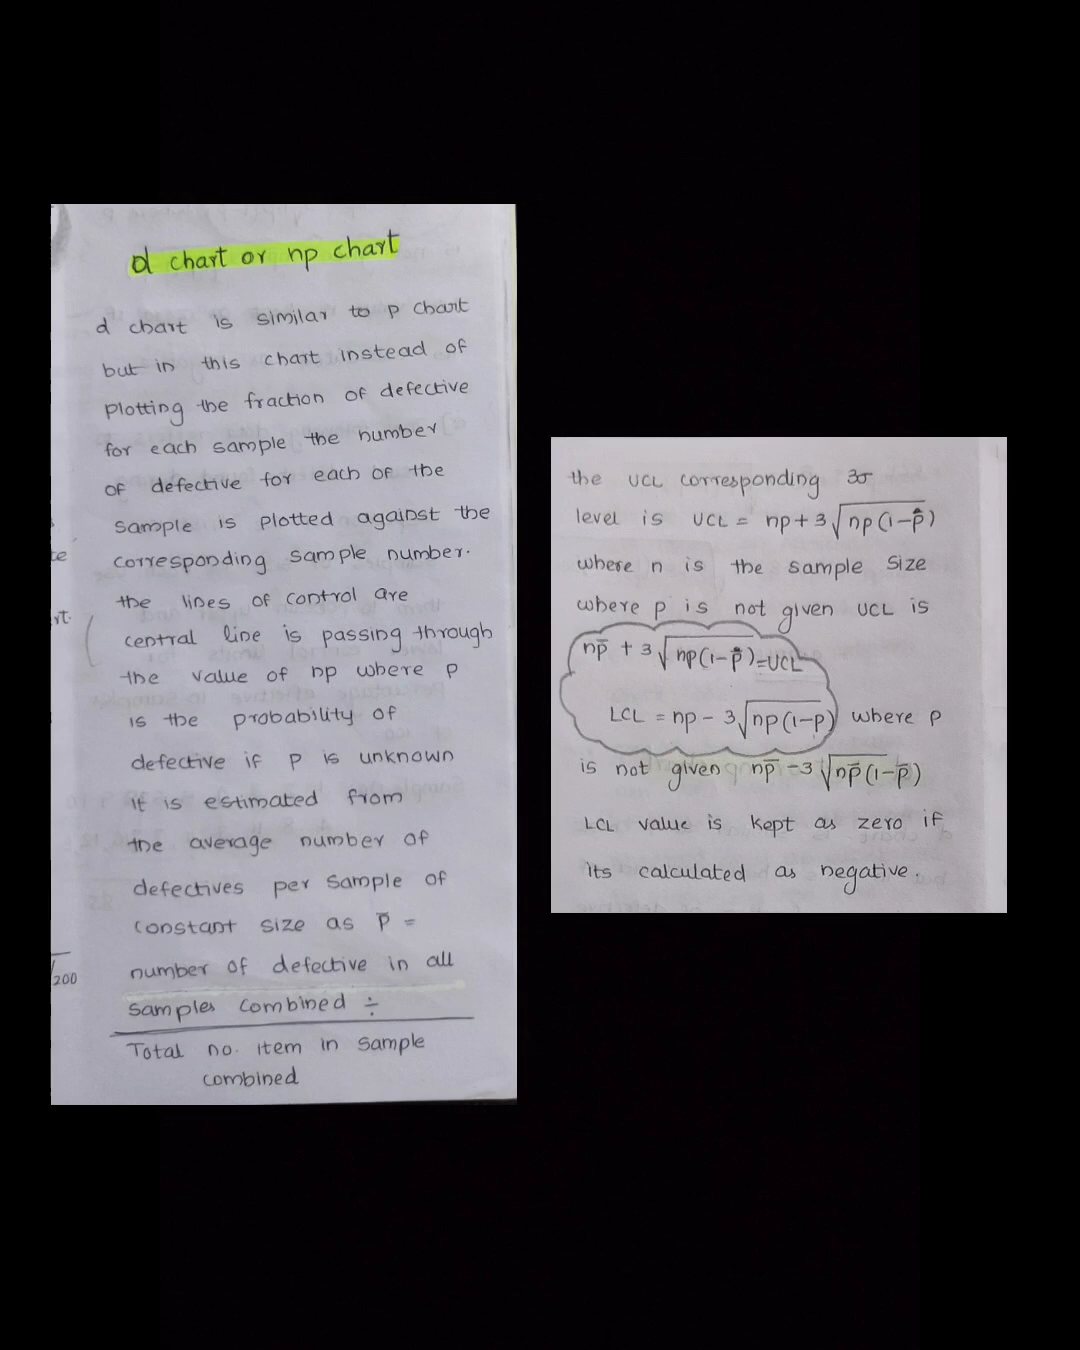 d chart or np chart
d chart is similar to p chart
but in this chart instead of
plotting the fraction of defective
for each sample the number
of defective for each of the
sample is plotted against the
corresponding sample number.
the lines of control are
central line is passing through
the value of np where p
is the probability of
defective if p is unknown
it is estimated from
the average number of
defectives per sample of
constant size as p̄ =
number of defective in all
samples combined ÷
Total no. item in sample
combined
te
rt.
200
the UCL corresponding 3σ
level is UCL = np + 3√np(1-p)
where n is the sample size
where p is not given UCL is
np̄ + 3√np(1-p̄) = UCL
LCL = np - 3√np(1-p) where p
is not given np̄ - 3√np̄(1-p̄)
LCL value is kept as zero if
its calculated as negative.